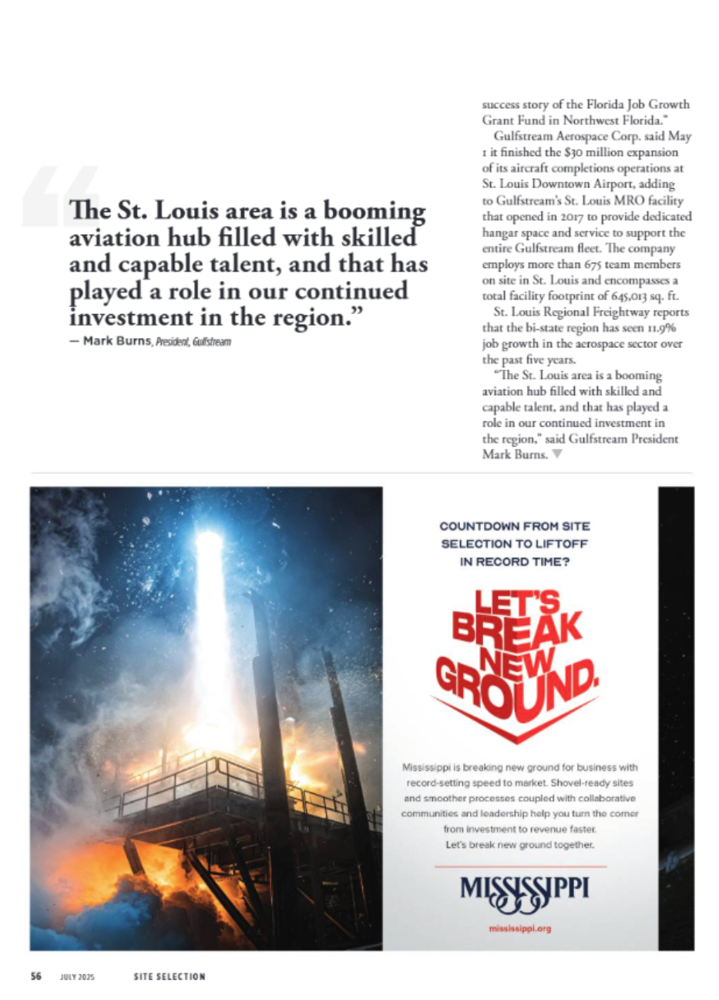 “
The St. Louis area is a booming
aviation hub filled with skilled
and capable talent, and that has
played a role in our continued
investment in the region.”
— Mark Burns, President, Gulfstream
success story of the Florida Job Growth
Grant Fund in Northwest Florida.”
Gulfstream Aerospace Corp. said May
1 it finished the $30 million expansion
of its aircraft completions operations at
St. Louis Downtown Airport, adding
to Gulfstream’s St. Louis MRO facility
that opened in 2017 to provide dedicated
hangar space and service to support the
entire Gulfstream fleet. The company
employs more than 675 team members
on site in St. Louis and encompasses a
total facility footprint of 645,013 sq. ft.
St. Louis Regional Freightway reports
that the bi-state region has seen 11.9%
job growth in the aerospace sector over
the past five years.
“The St. Louis area is a booming
aviation hub filled with skilled and
capable talent, and that has played a
role in our continued investment in
the region,” said Gulfstream President
Mark Burns.
COUNTDOWN FROM SITE
SELECTION TO LIFTOFF
IN RECORD TIME?
LET’S
BREAK
NEW
GROUND.
Mississippi is breaking new ground for business with
record-setting speed to market. Shovel-ready sites
and smoother processes coupled with collaborative
communities and leadership help you turn the corner
from investment to revenue faster.
Let’s break new ground together.
MISSISSIPPI
mississippi.org
56 JULY 2025 SITE SELECTION